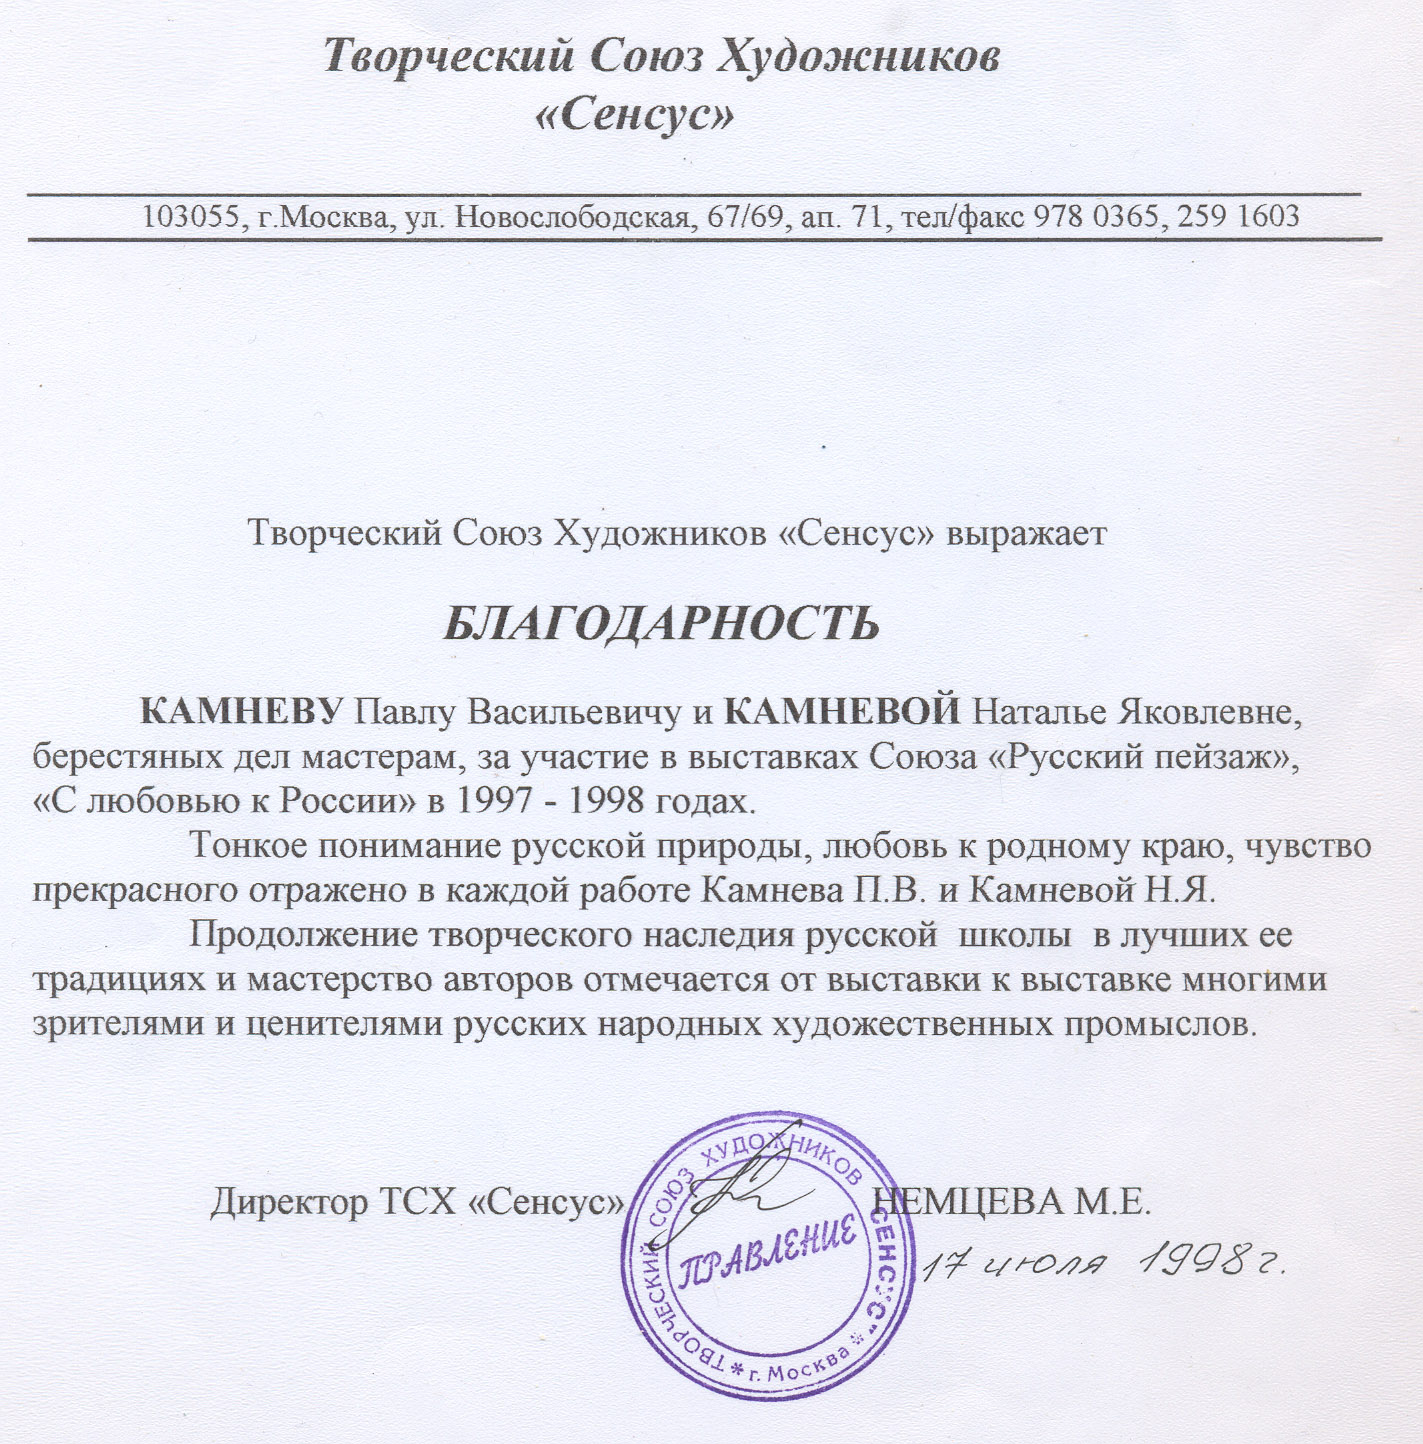 Творческий Союз Художников
«Сенсус»
103055, г.Москва, ул. Новослободская, 67/69, ап. 71, тел/факс 978 0365, 259 1603
Творческий Союз Художников «Сенсус» выражает
БЛАГОДАРНОСТЬ
КАМНЕВУ Павлу Васильевичу и КАМНЕВОЙ Наталье Яковлевне,
берестяных дел мастерам, за участие в выставках Союза «Русский пейзаж»,
«С любовью к России» в 1997 - 1998 годах.
Тонкое понимание русской природы, любовь к родному краю, чувство
прекрасного отражено в каждой работе Камнева П.В. и Камневой Н.Я.
Продолжение творческого наследия русской школы в лучших ее
традициях и мастерство авторов отмечается от выставки к выставке многими
зрителями и ценителями русских народных художественных промыслов.
Директор ТСХ «Сенсус» НЕМЦЕВА М.Е.
17 июля 1998 г.
ТВОРЧЕСКИЙ СОЮЗ ХУДОЖНИКОВ СЕНСУС"
ПРАВЛЕНИЕ
* г. Москва *